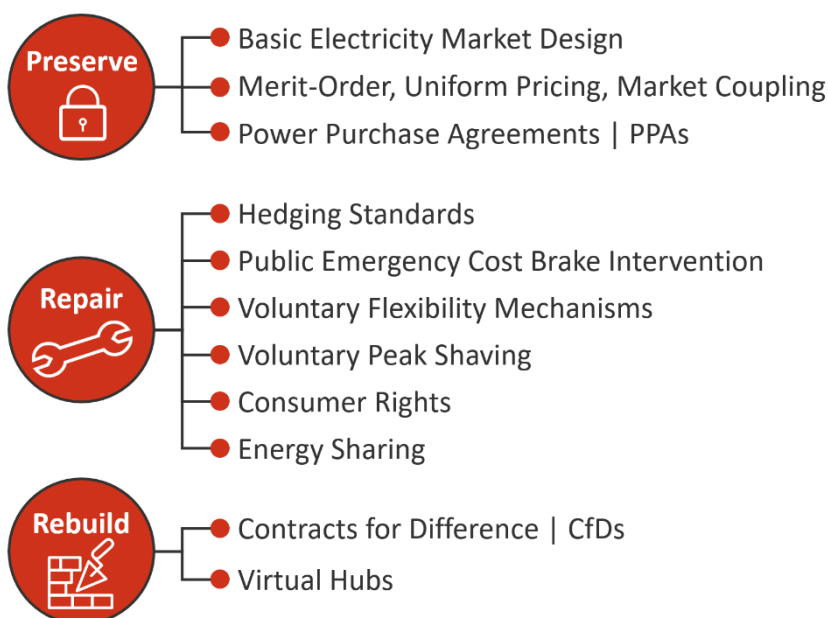 Preserve
Basic Electricity Market Design
Merit-Order, Uniform Pricing, Market Coupling
Power Purchase Agreements | PPAs
Repair
Hedging Standards
Public Emergency Cost Brake Intervention
Voluntary Flexibility Mechanisms
Voluntary Peak Shaving
Consumer Rights
Energy Sharing
Rebuild
Contracts for Difference | CfDs
Virtual Hubs